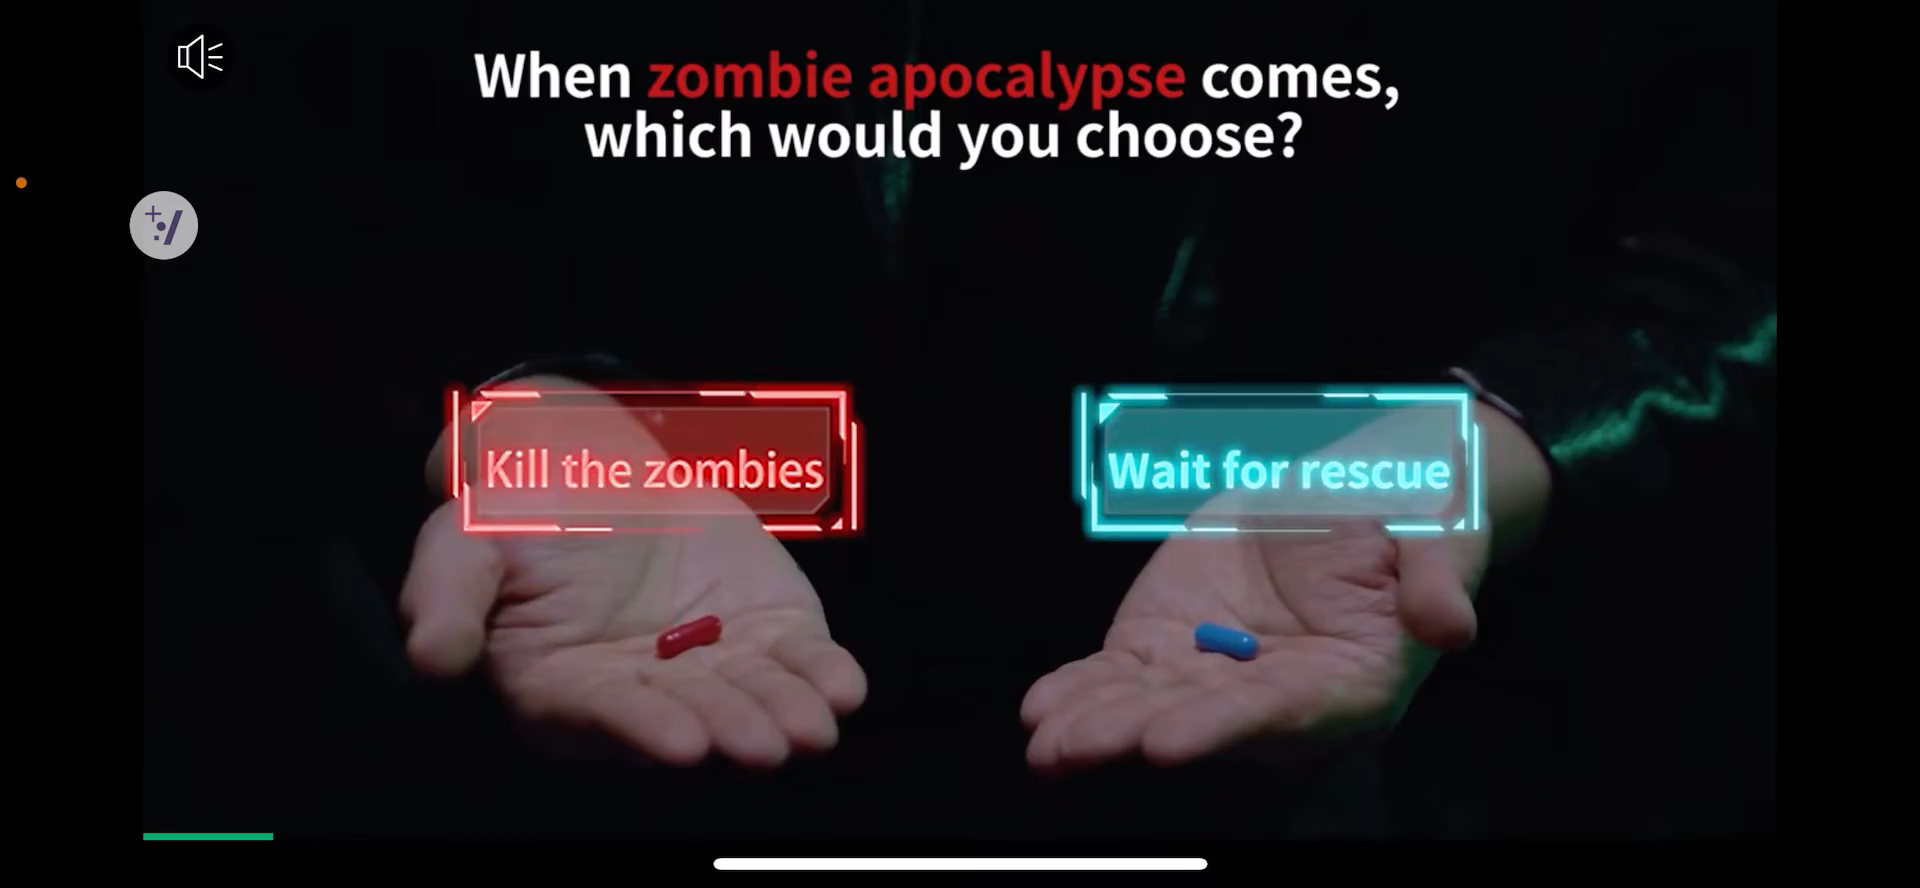 When zombie apocalypse comes,
which would you choose?
Kill the zombies
Wait for rescue